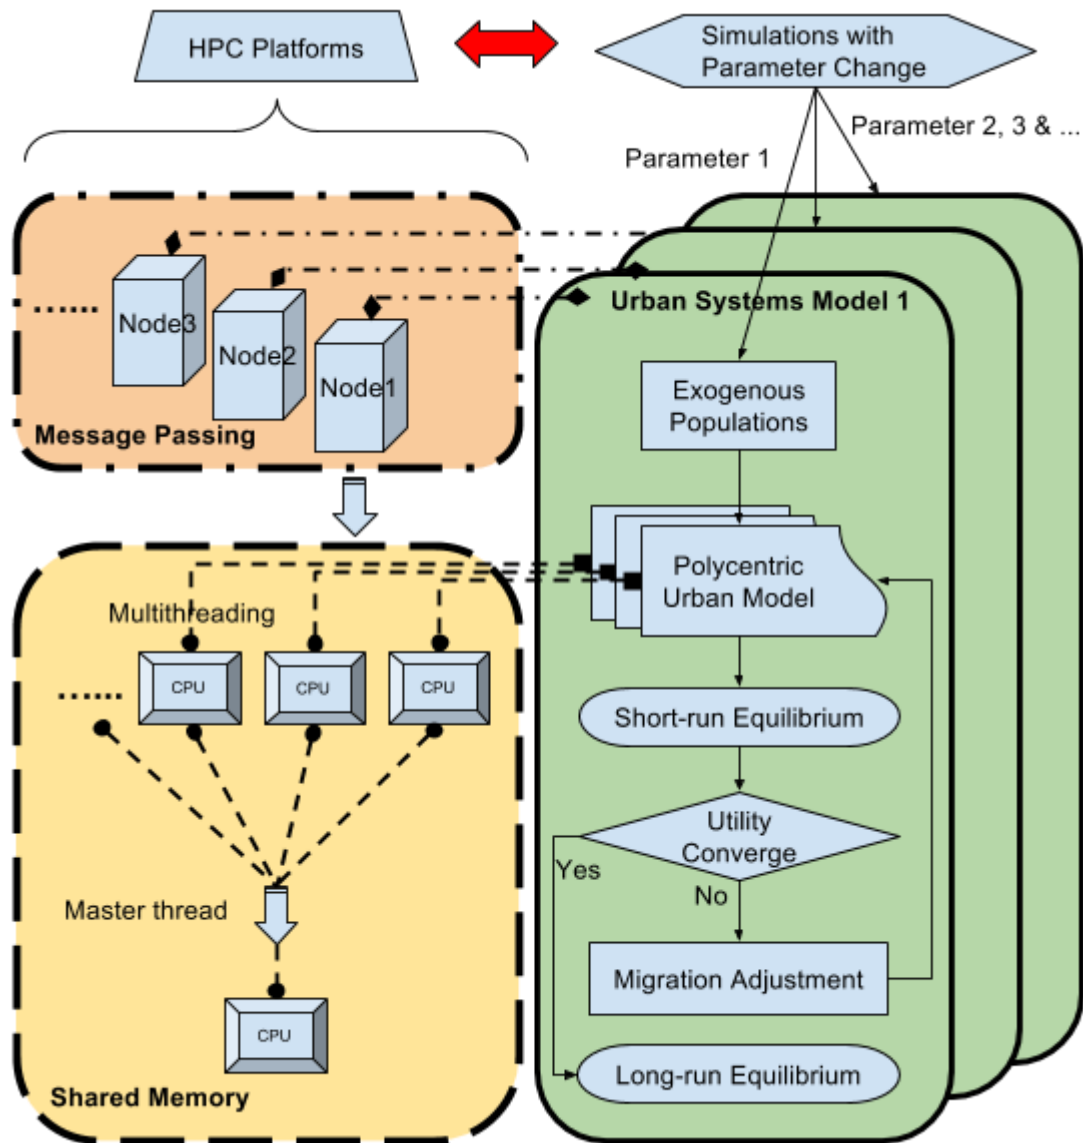 HPC Platforms
Simulations with
Parameter Change
Parameter 2, 3 & ...
Parameter 1
Node3
Node2
Node1
Message Passing
Urban Systems Model 1
Exogenous
Populations
Polycentric
Urban Model
Multithreading
CPU
CPU
CPU
Short-run Equilibrium
Utility
Converge
Yes
No
Master thread
Migration Adjustment
CPU
Long-run Equilibrium
Shared Memory